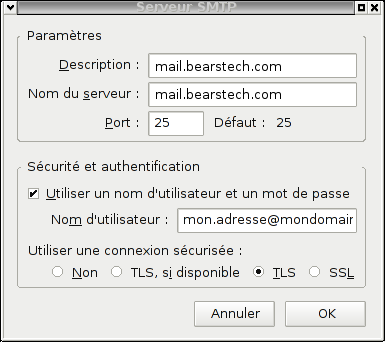 Serveur SMTP
Paramètres
Description : mail.bearstech.com
Nom du serveur : mail.bearstech.com
Port : 25 Défaut : 25
Sécurité et authentification
Utiliser un nom d'utilisateur et un mot de passe
Nom d'utilisateur : mon.adresse@mondomain
Utiliser une connexion sécurisée :
Non TLS, si disponible TLS SSL
Annuler OK